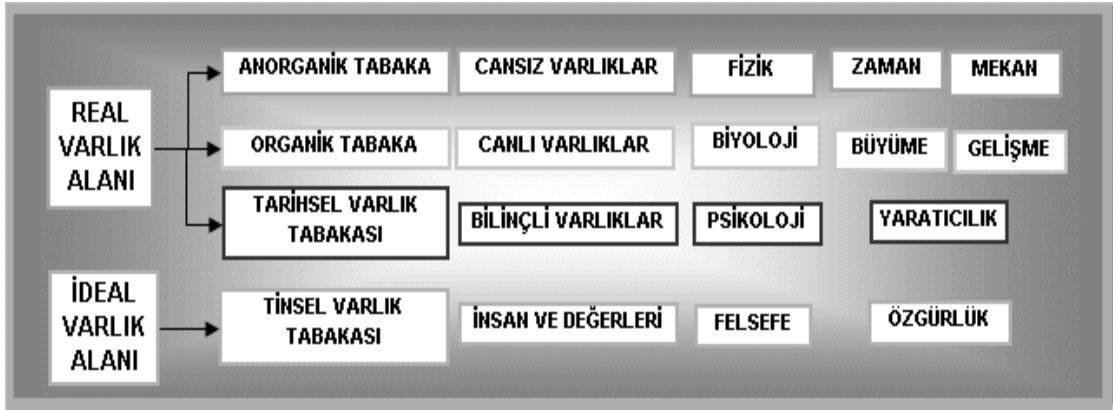 REAL
VARLIK
ALANI
ANORGANİK TABAKA
CANSIZ VARLIKLAR
FİZİK
ZAMAN
MEKAN
ORGANİK TABAKA
CANLI VARLIKLAR
BİYOLOJİ
BÜYÜME
GELİŞME
TARİHSEL VARLIK
TABAKASI
BİLİNÇLİ VARLIKLAR
PSİKOLOJİ
YARATICILIK
İDEAL
VARLIK
ALANI
TİNSEL VARLIK
TABAKASI
İNSAN VE DEĞERLERİ
FELSEFE
ÖZGÜRLÜK